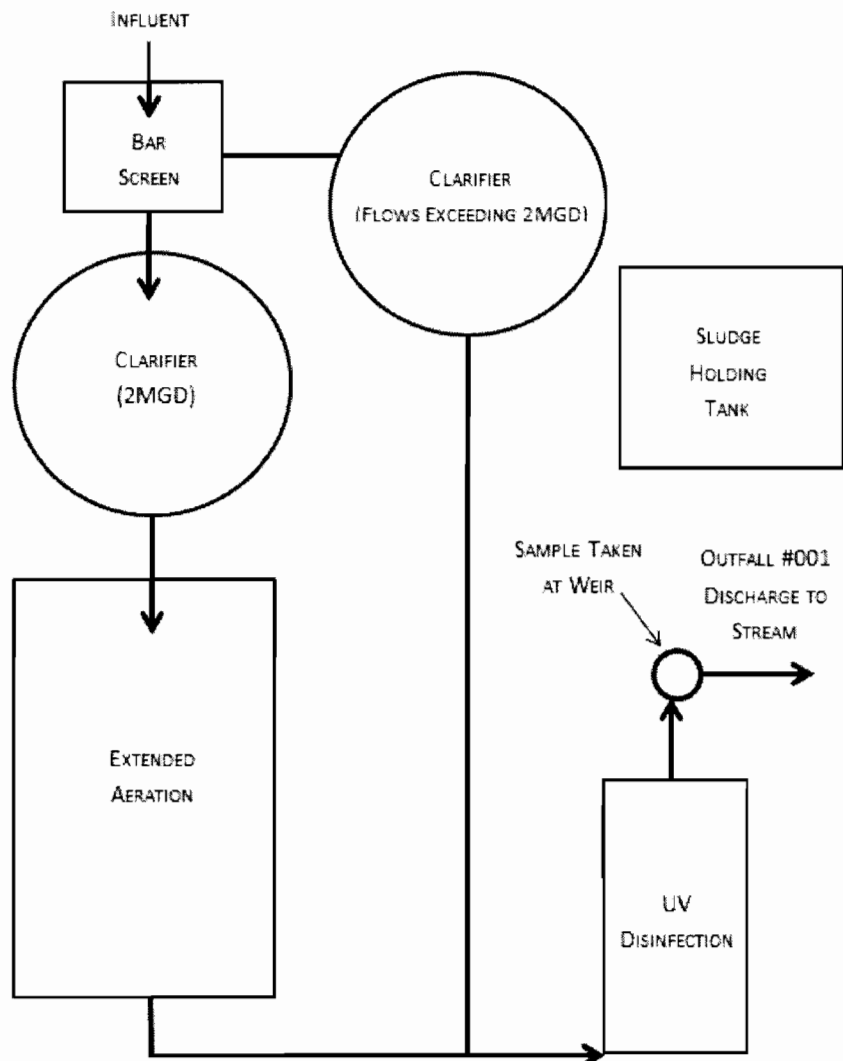 INFLUENT
BAR
SCREEN
CLARIFIER
(FLOWS EXCEEDING 2MGD)
CLARIFIER
(2MGD)
SLUDGE
HOLDING
TANK
SAMPLE TAKEN
AT WEIR
OUTFALL #001
DISCHARGE TO
STREAM
EXTENDED
AERATION
UV
DISINFECTION